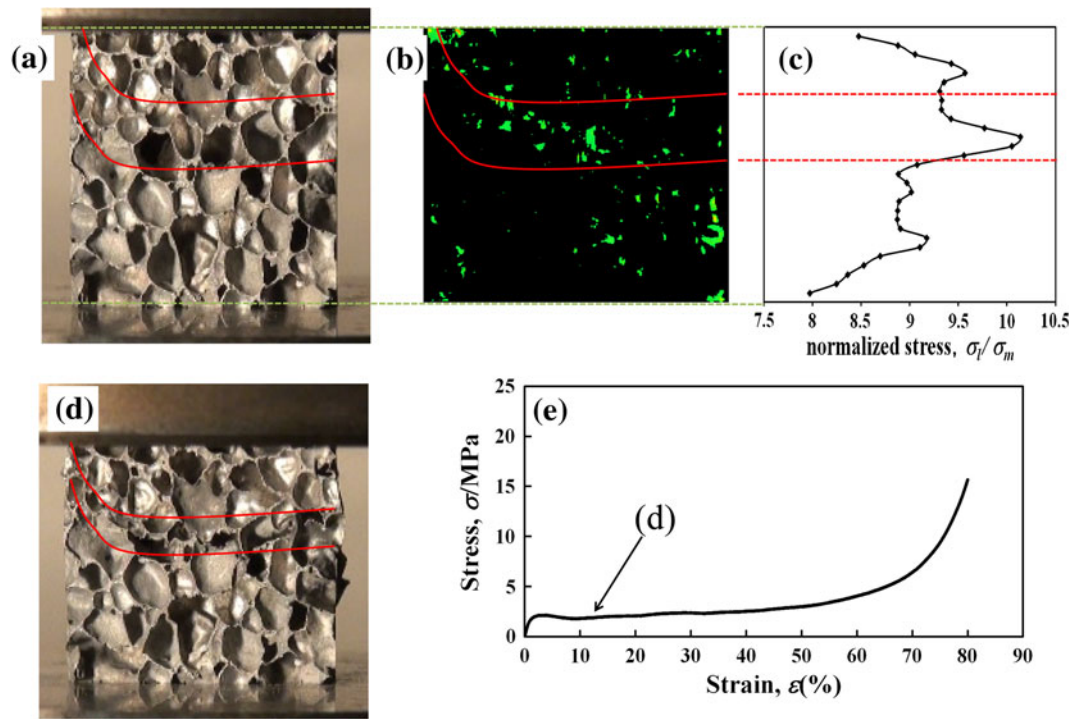 (a)
(b)
(c)
7.5 8 8.5 9 9.5 10 10.5
normalized stress, σl/σm
(d)
(e)
25
20
15
10
5
0
Stress, σ/MPa
(d)
0 10 20 30 40 50 60 70 80 90
Strain, ε(%)